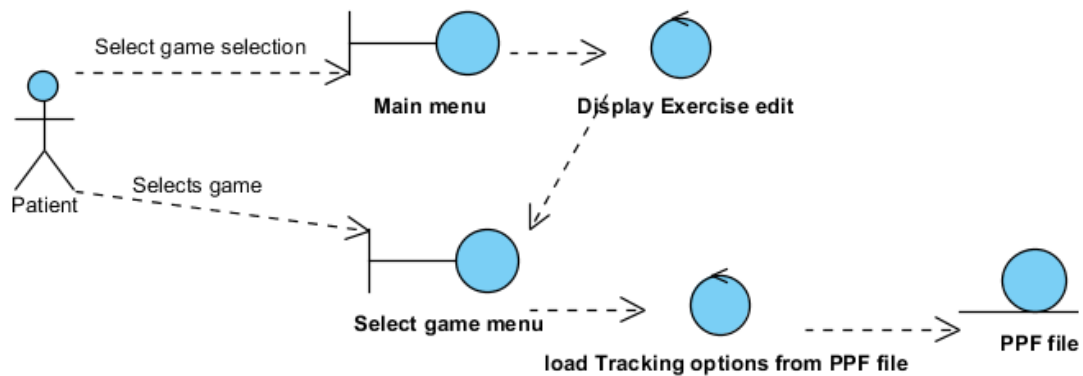 Select game selection
Main menu
Display Exercise edit
Patient
Selects game
Select game menu
load Tracking options from PPF file
PPF file